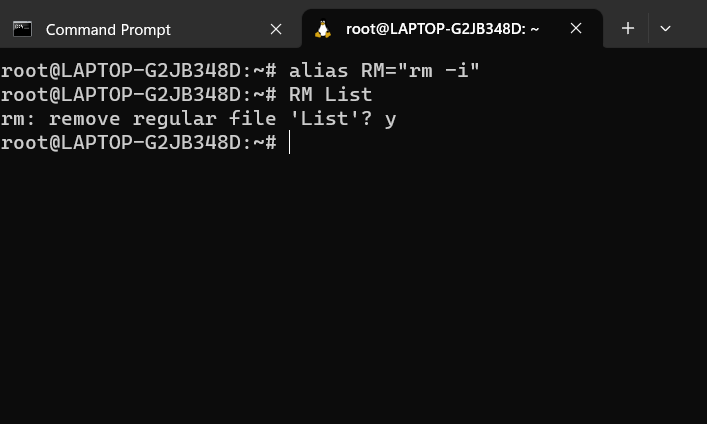 Command Prompt
root@LAPTOP-G2JB348D: ~
root@LAPTOP-G2JB348D:~# alias RM="rm -i"
root@LAPTOP-G2JB348D:~# RM List
rm: remove regular file 'List'? y
root@LAPTOP-G2JB348D:~#